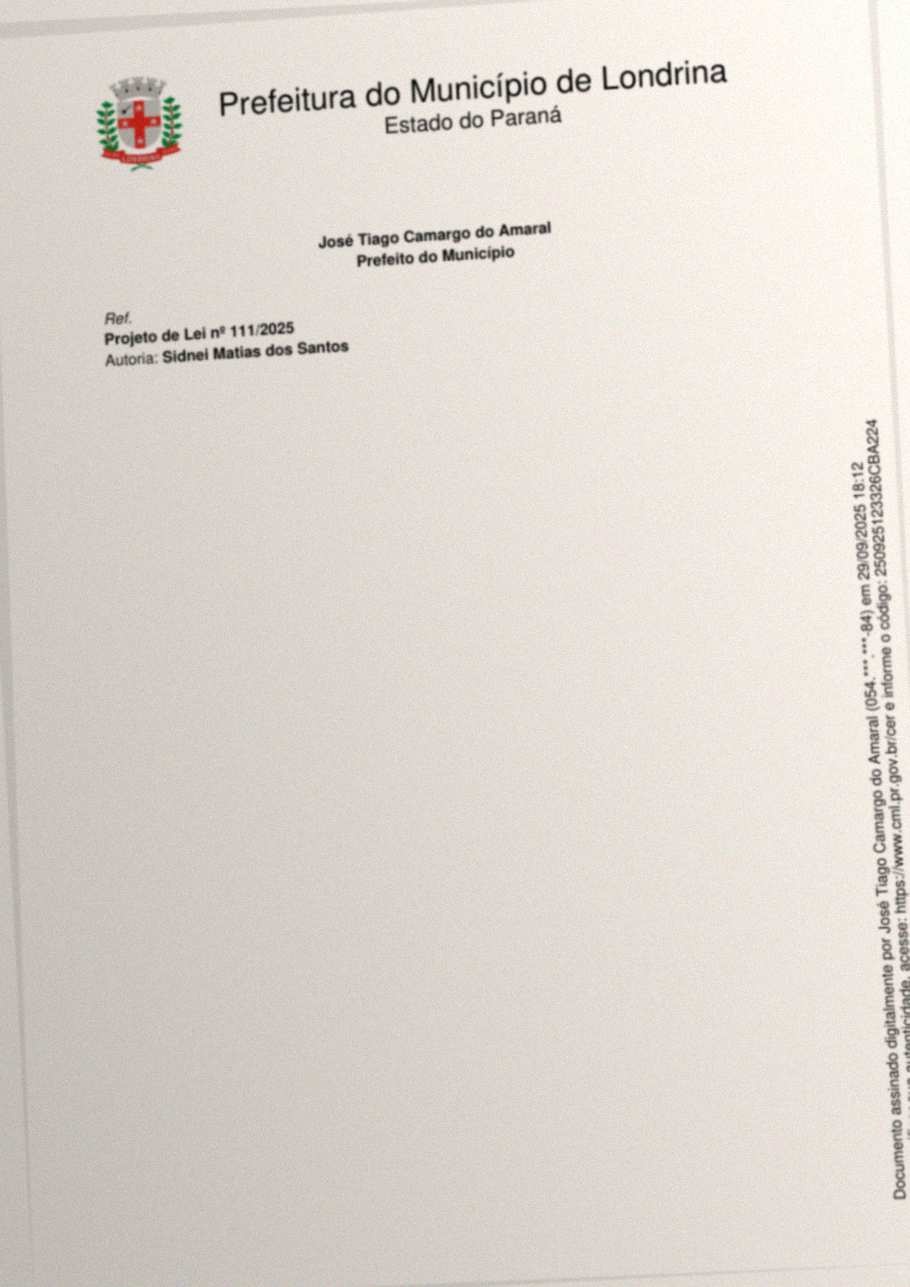 Prefeitura do Município de Londrina
Estado do Paraná
LONDRINA
José Tiago Camargo do Amaral
Prefeito do Município
Ref.
Projeto de Lei nº 111/2025
Autoria: Sidnei Matias dos Santos
Documento assinado digitalmente por José Tiago Camargo do Amaral (054.***.***-84) em 29/09/2025 18:12
autenticidade, acesse: https://www.cml.pr.gov.br/cer e informe o código: 250925123326CBA224